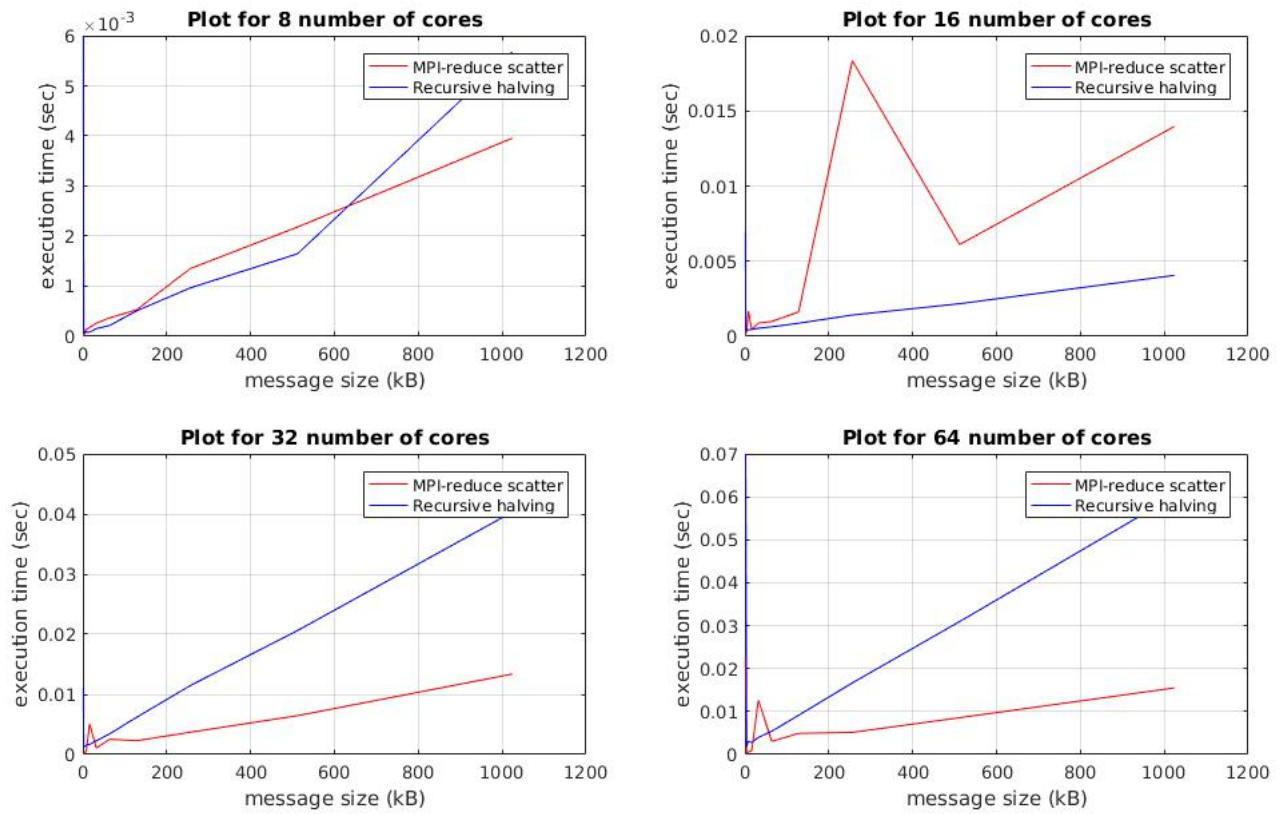 Plot for 8 number of cores
×10⁻³
6
5
4
3
2
1
0
0 200 400 600 800 1000 1200
execution time (sec)
message size (kB)
MPI-reduce scatter
Recursive halving
Plot for 16 number of cores
0.02
0.015
0.01
0.005
0
0 200 400 600 800 1000 1200
execution time (sec)
message size (kB)
MPI-reduce scatter
Recursive halving
Plot for 32 number of cores
0.05
0.04
0.03
0.02
0.01
0
0 200 400 600 800 1000 1200
execution time (sec)
message size (kB)
MPI-reduce scatter
Recursive halving
Plot for 64 number of cores
0.07
0.06
0.05
0.04
0.03
0.02
0.01
0
0 200 400 600 800 1000 1200
execution time (sec)
message size (kB)
MPI-reduce scatter
Recursive halving